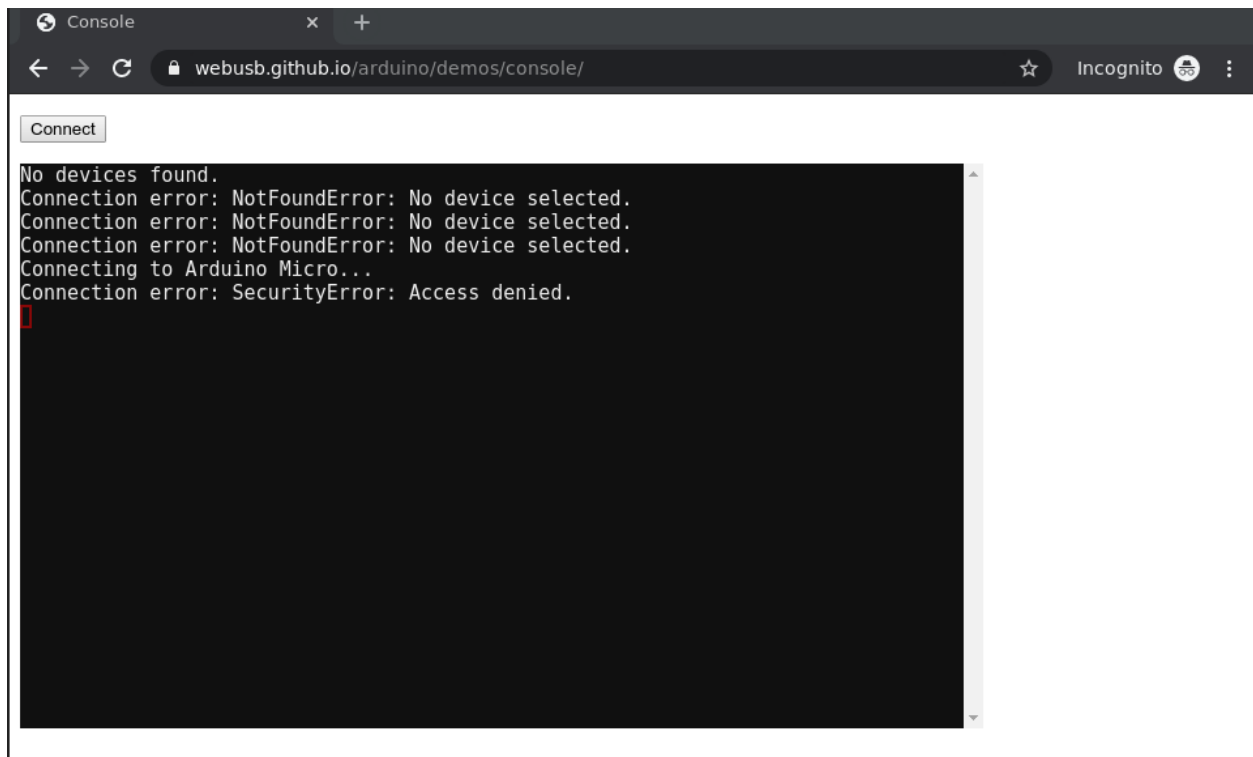 Console
webusb.github.io/arduino/demos/console/
Incognito
Connect
No devices found.
Connection error: NotFoundError: No device selected.
Connection error: NotFoundError: No device selected.
Connection error: NotFoundError: No device selected.
Connecting to Arduino Micro...
Connection error: SecurityError: Access denied.